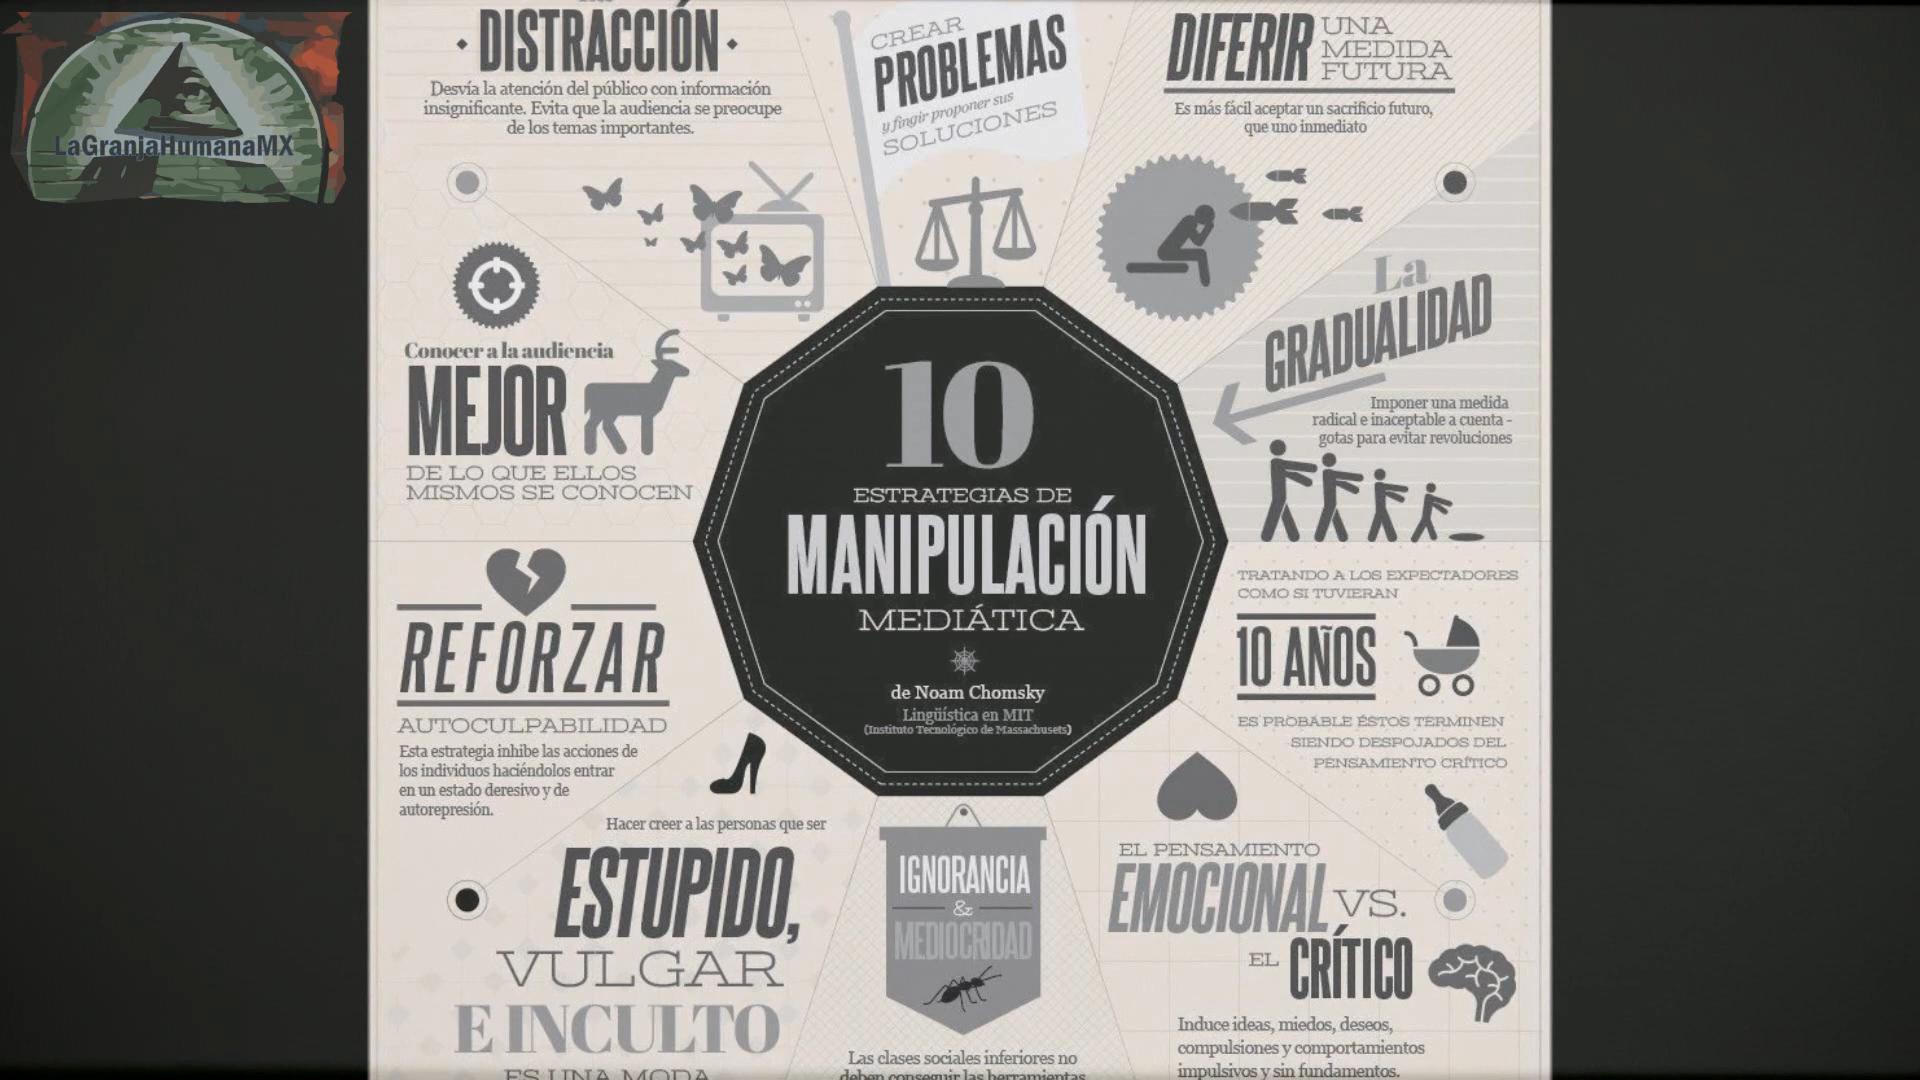 LaGranjaHumanaMX
DISTRACCIÓN
Desvía la atención del público con información
insignificante. Evita que la audiencia se preocupe
de los temas importantes.
CREAR
PROBLEMAS
y fingir proponer sus
SOLUCIONES
DIFERIR UNA
MEDIDA
FUTURA
Es más fácil aceptar un sacrificio futuro,
que uno inmediato
La
GRADUALIDAD
Imponer una medida
radical e inaceptable a cuenta -
gotas para evitar revoluciones
Conocer a la audiencia
MEJOR
DE LO QUE ELLOS
MISMOS SE CONOCEN
10
ESTRATEGIAS DE
MANIPULACIÓN
MEDIÁTICA
de Noam Chomsky
Lingüística en MIT
(Instituto Tecnológico de Massachusets)
TRATANDO A LOS EXPECTADORES
COMO SI TUVIERAN
10 AÑOS
ES PROBABLE ÉSTOS TERMINEN
SIENDO DESPOJADOS DEL
PENSAMIENTO CRÍTICO
REFORZAR
AUTOCULPABILIDAD
Esta estrategia inhibe las acciones de
los individuos haciéndolos entrar
en un estado deresivo y de
autorepresión.
Hacer creer a las personas que ser
ESTUPIDO,
VULGAR
E INCULTO
ES UNA MODA
IGNORANCIA
&
MEDIOCRIDAD
Las clases sociales inferiores no
deben conseguir las herramientas
EL PENSAMIENTO
EMOCIONAL VS.
EL CRÍTICO
Induce ideas, miedos, deseos,
compulsiones y comportamientos
impulsivos y sin fundamentos.